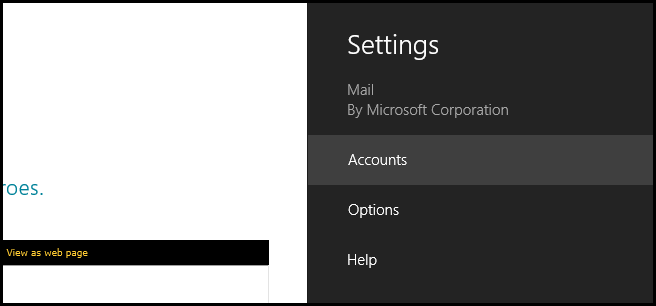 Settings
Mail
By Microsoft Corporation
Accounts
roes.
Options
View as web page
Help